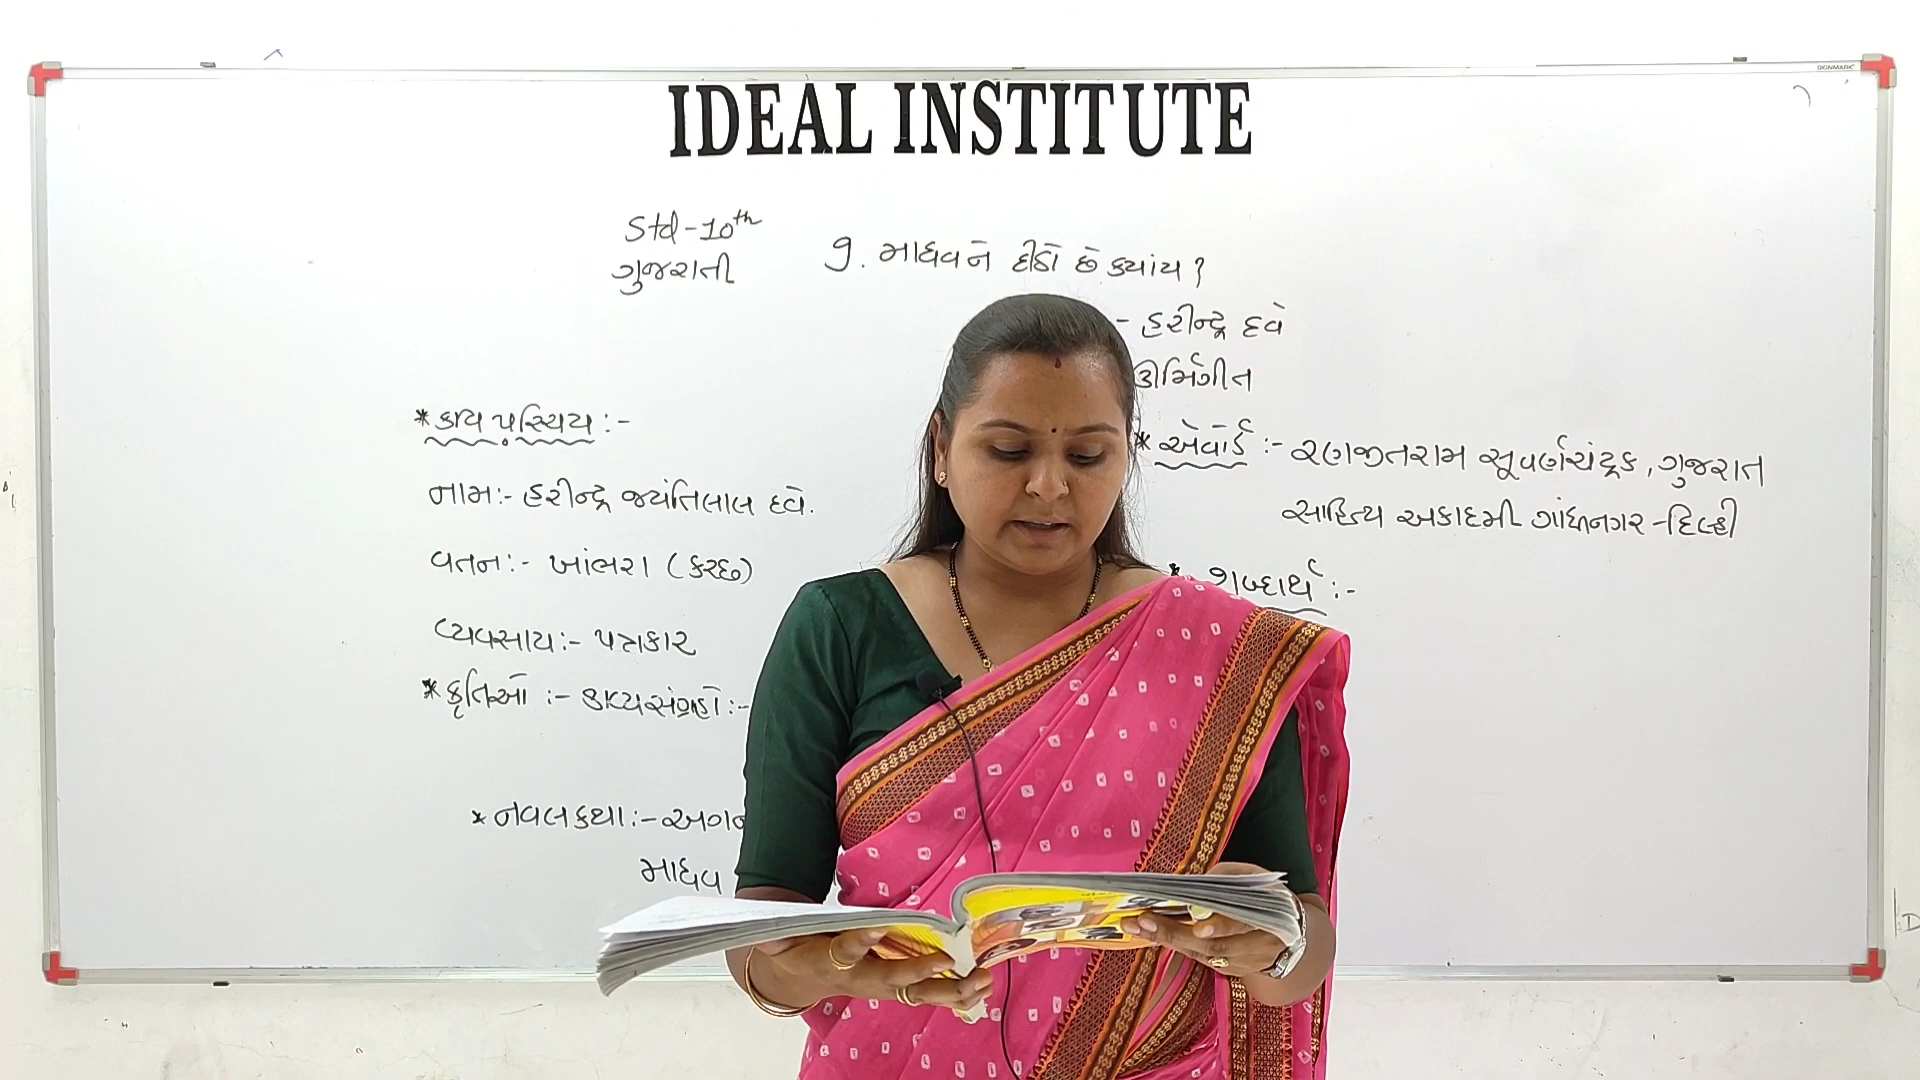 IDEAL INSTITUTE
SIGNMARK
Std-10th
ગુજરાતી
9. માધવને દીઠો છે ક્યાંય ?
- હરીન્દ્ર દવે
ઊર્મિગીત
*કાવ્ય પરિચય :-
નામ:- હરીન્દ્ર જયંતિલાલ દવે.
વતન:- ખાંભરા (કચ્છ)
વ્યવસાય:- પત્રકાર
*કૃતિઓ :- કાવ્યસંગ્રહો :-
*નવલકથા:-
માધવ
* એવોર્ડ :- રણજીતરામ સૂવર્ણચંદ્રક, ગુજરાત
સાહિત્ય અકાદમી ગાંધીનગર -દિલ્હી
* શબ્દાર્થ :-